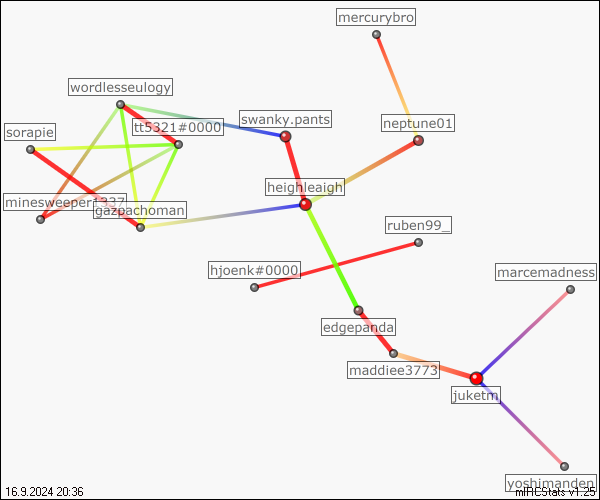 mercurybro
wordlesseulogy
swanky.pants
neptune01
tt5321#0000
sorapie
heighleaigh
minesweeper1337
gazpachoman
ruben99_
hjoenk#0000
marcemadness
edgepanda
maddiee3773
juketm
yoshimanden
16.9.2024 20:36
mIRCStats v1.25